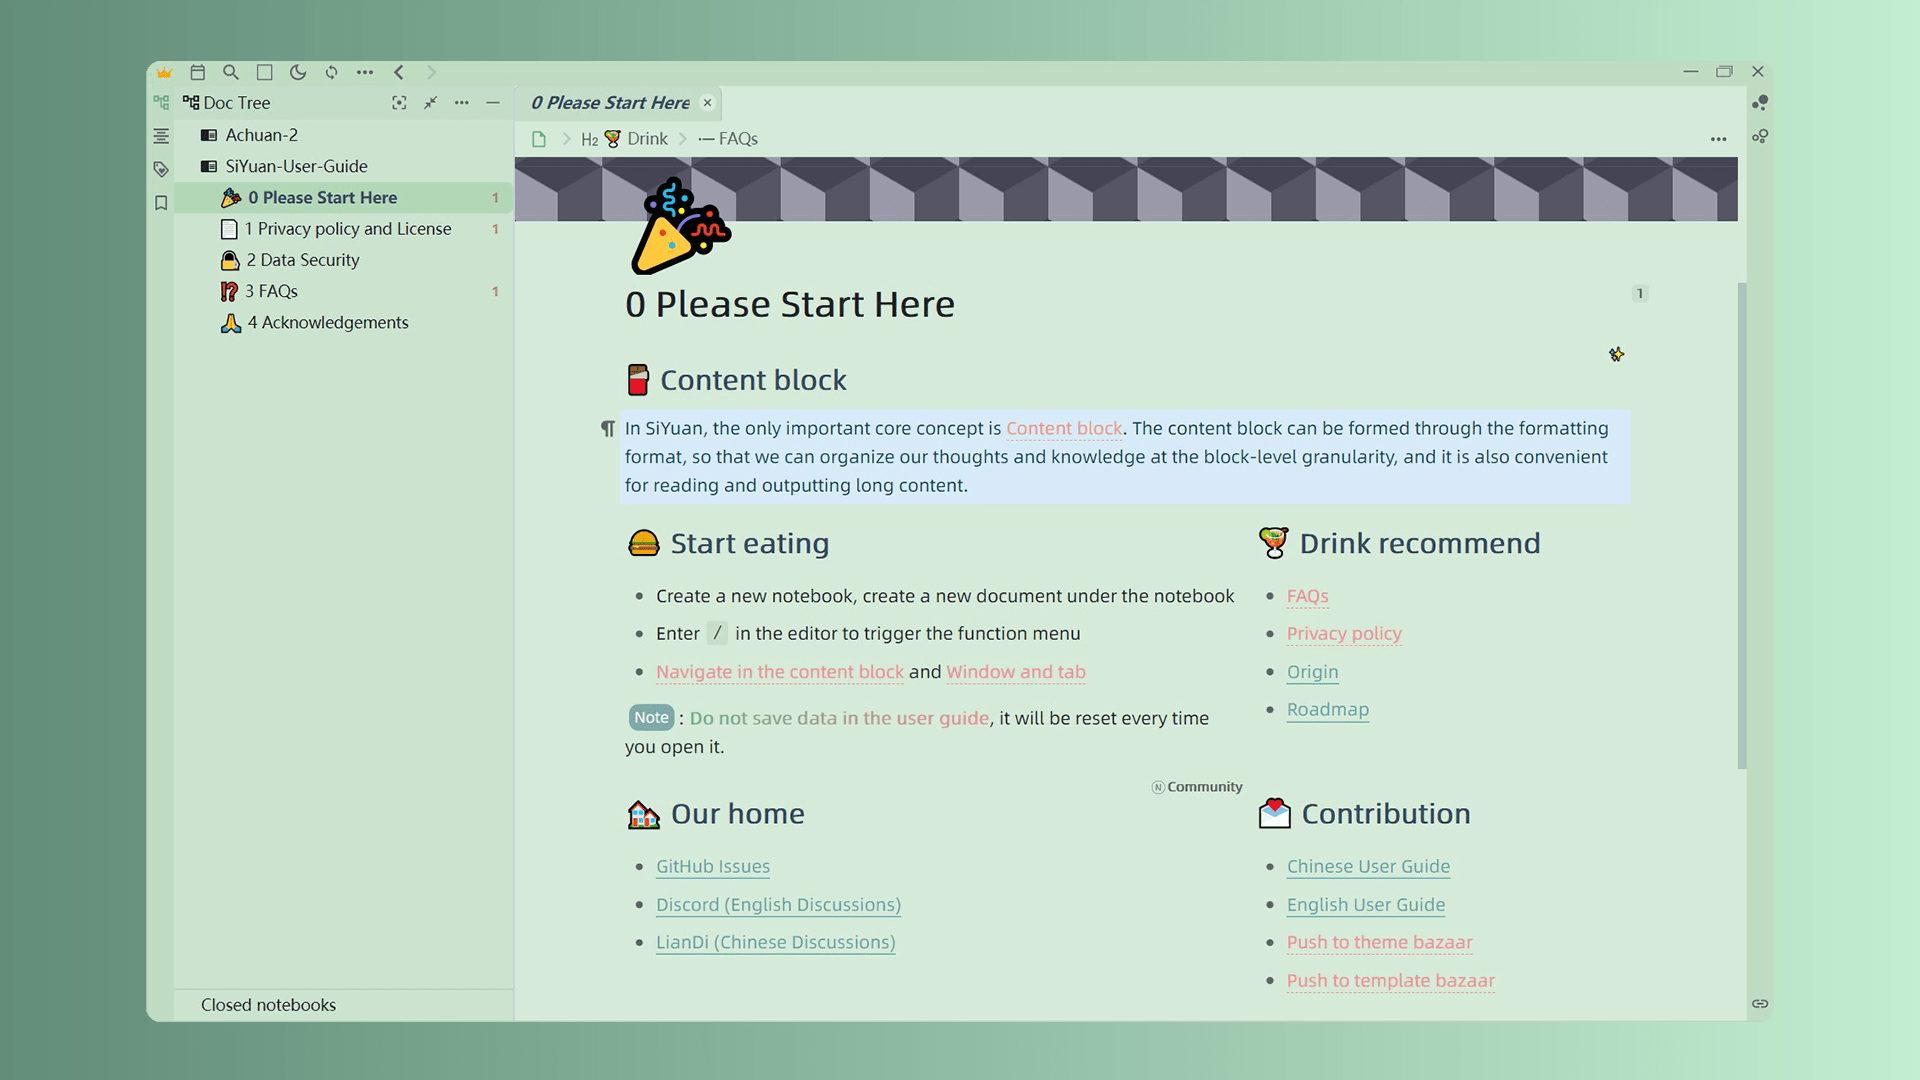 Doc Tree
Achuan-2
SiYuan-User-Guide
0 Please Start Here 1
1 Privacy policy and License 1
2 Data Security
3 FAQs 1
4 Acknowledgements
Closed notebooks
0 Please Start Here
H2 Drink FAQs
0 Please Start Here
1
Content block
In SiYuan, the only important core concept is Content block. The content block can be formed through the formatting
format, so that we can organize our thoughts and knowledge at the block-level granularity, and it is also convenient
for reading and outputting long content.
Start eating
Create a new notebook, create a new document under the notebook
Enter / in the editor to trigger the function menu
Navigate in the content block and Window and tab
Note : Do not save data in the user guide, it will be reset every time
you open it.
Drink recommend
FAQs
Privacy policy
Origin
Roadmap
N Community
Our home
GitHub Issues
Discord (English Discussions)
LianDi (Chinese Discussions)
Contribution
Chinese User Guide
English User Guide
Push to theme bazaar
Push to template bazaar